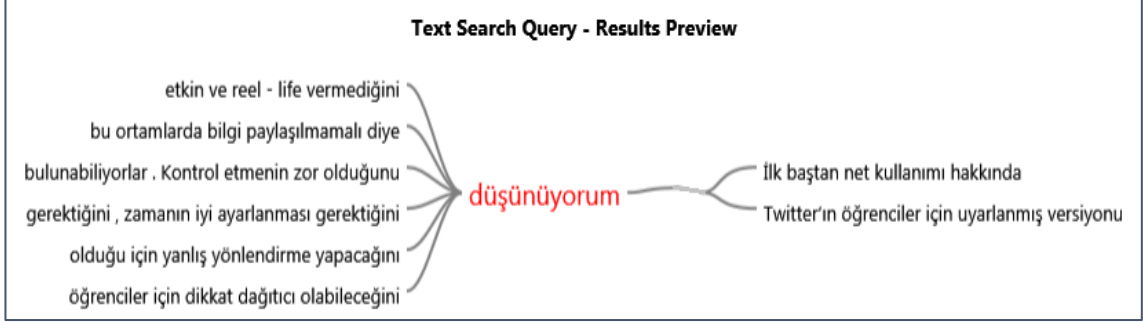 Text Search Query - Results Preview
etkin ve reel - life vermediğini
bu ortamlarda bilgi paylaşılmamalı diye
bulunabiliyorlar . Kontrol etmenin zor olduğunu
gerektiğini , zamanın iyi ayarlanması gerektiğini
olduğu için yanlış yönlendirme yapacağını
öğrenciler için dikkat dağıtıcı olabileceğini
düşünüyorum
İlk baştan net kullanımı hakkında
Twitter'ın öğrenciler için uyarlanmış versiyonu